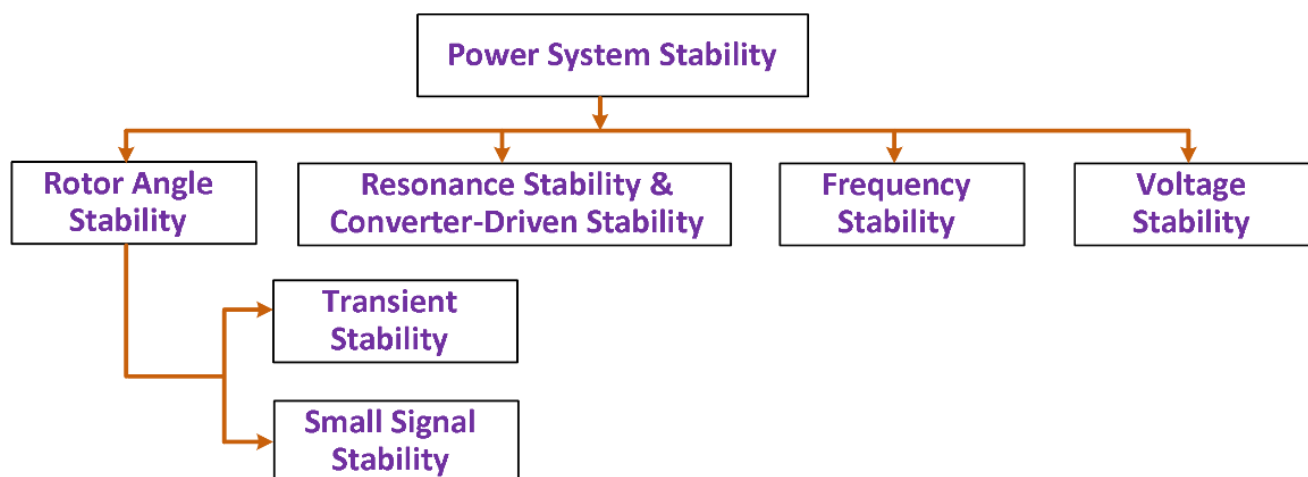 Power System Stability
Rotor Angle
Stability
Resonance Stability &
Converter-Driven Stability
Frequency
Stability
Voltage
Stability
Transient
Stability
Small Signal
Stability